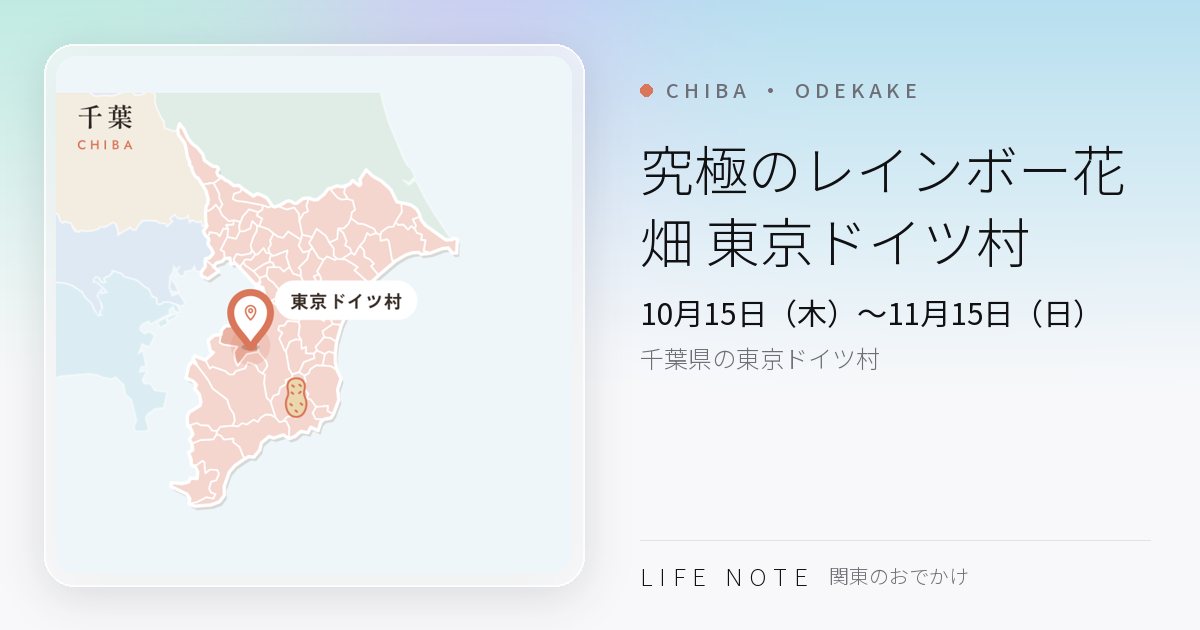 千葉
CHIBA
東京ドイツ村
CHIBA • ODEKAKE
究極のレインボー花
畑 東京ドイツ村
10月15日（木）〜11月15日（日）
千葉県の東京ドイツ村
LIFE NOTE 関東のおでかけ